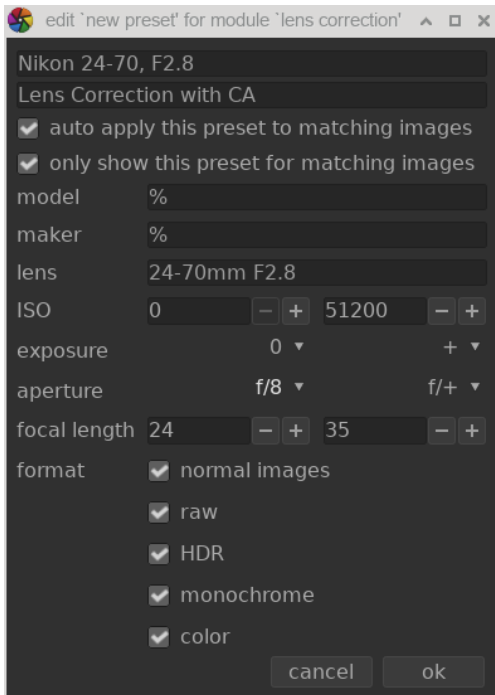 edit `new preset' for module `lens correction'
Nikon 24-70, F2.8
Lens Correction with CA
auto apply this preset to matching images
only show this preset for matching images
model %
maker %
lens 24-70mm F2.8
ISO 0 − + 51200 − +
exposure 0 ▾ + ▾
aperture f/8 ▾ f/+ ▾
focal length 24 − + 35 − +
format normal images
raw
HDR
monochrome
color
cancel ok